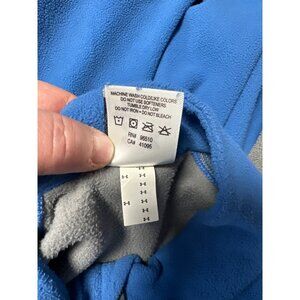 MACHINE WASH COLD/LIKE COLORS
DO NOT USE SOFTENERS
TUMBLE DRY LOW
DO NOT IRON • DO NOT BLEACH
RN# 96510
CA# 41095